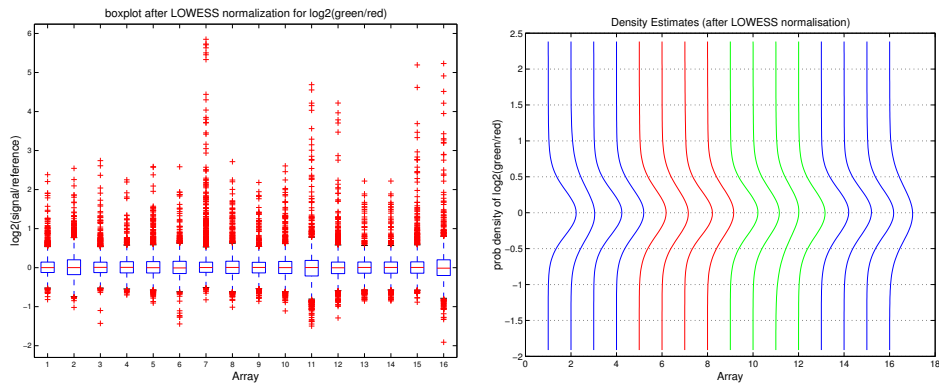 boxplot after LOWESS normalization for log2(green/red)
log2(signal/reference)
6
5
4
3
2
1
0
−1
−2
1 2 3 4 5 6 7 8 9 10 11 12 13 14 15 16
Array
Density Estimates (after LOWESS normalisation)
prob density of log2(green/red)
2.5
2
1.5
1
0.5
0
−0.5
−1
−1.5
−2
0 2 4 6 8 10 12 14 16 18
Array